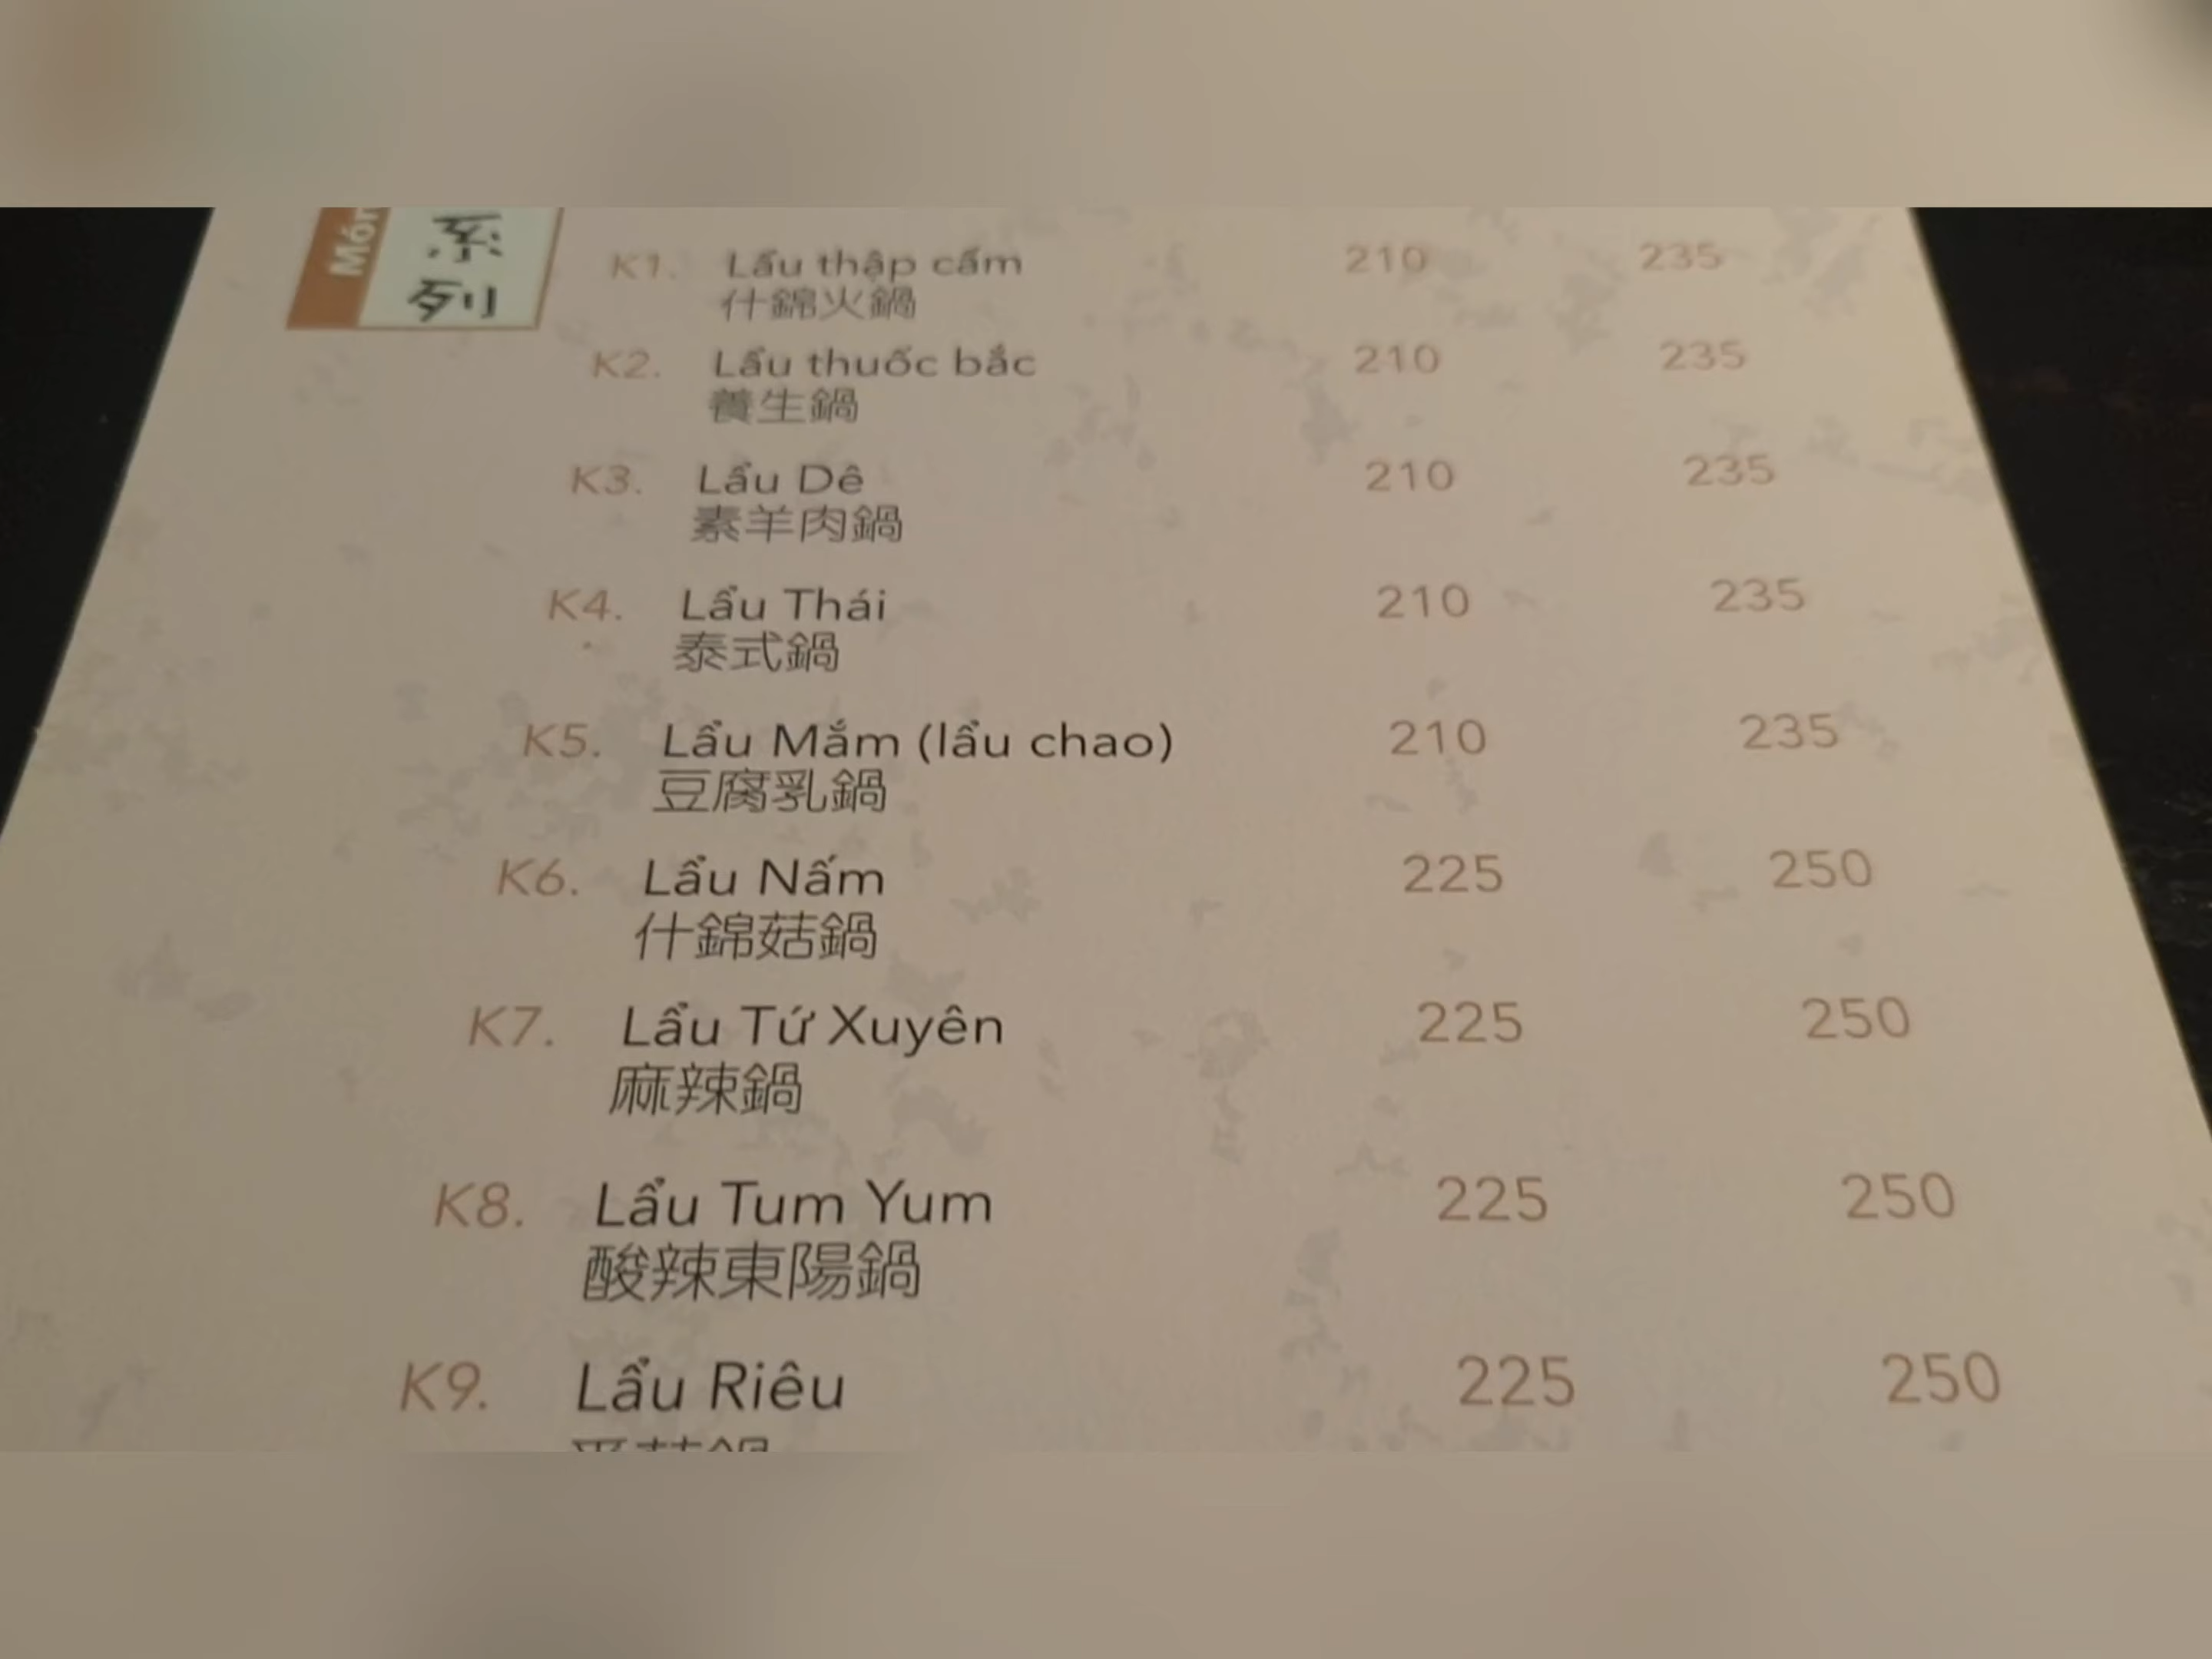 Món
系列
K1. Lẩu thập cẩm 210 235
什錦火鍋
K2. Lẩu thuốc bắc 210 235
養生鍋
K3. Lẩu Dê 210 235
素羊肉鍋
K4. Lẩu Thái 210 235
泰式鍋
K5. Lẩu Mắm (lẩu chao) 210 235
豆腐乳鍋
K6. Lẩu Nấm 225 250
什錦菇鍋
K7. Lẩu Tứ Xuyên 225 250
麻辣鍋
K8. Lẩu Tum Yum 225 250
酸辣東陽鍋
K9. Lẩu Riêu 225 250